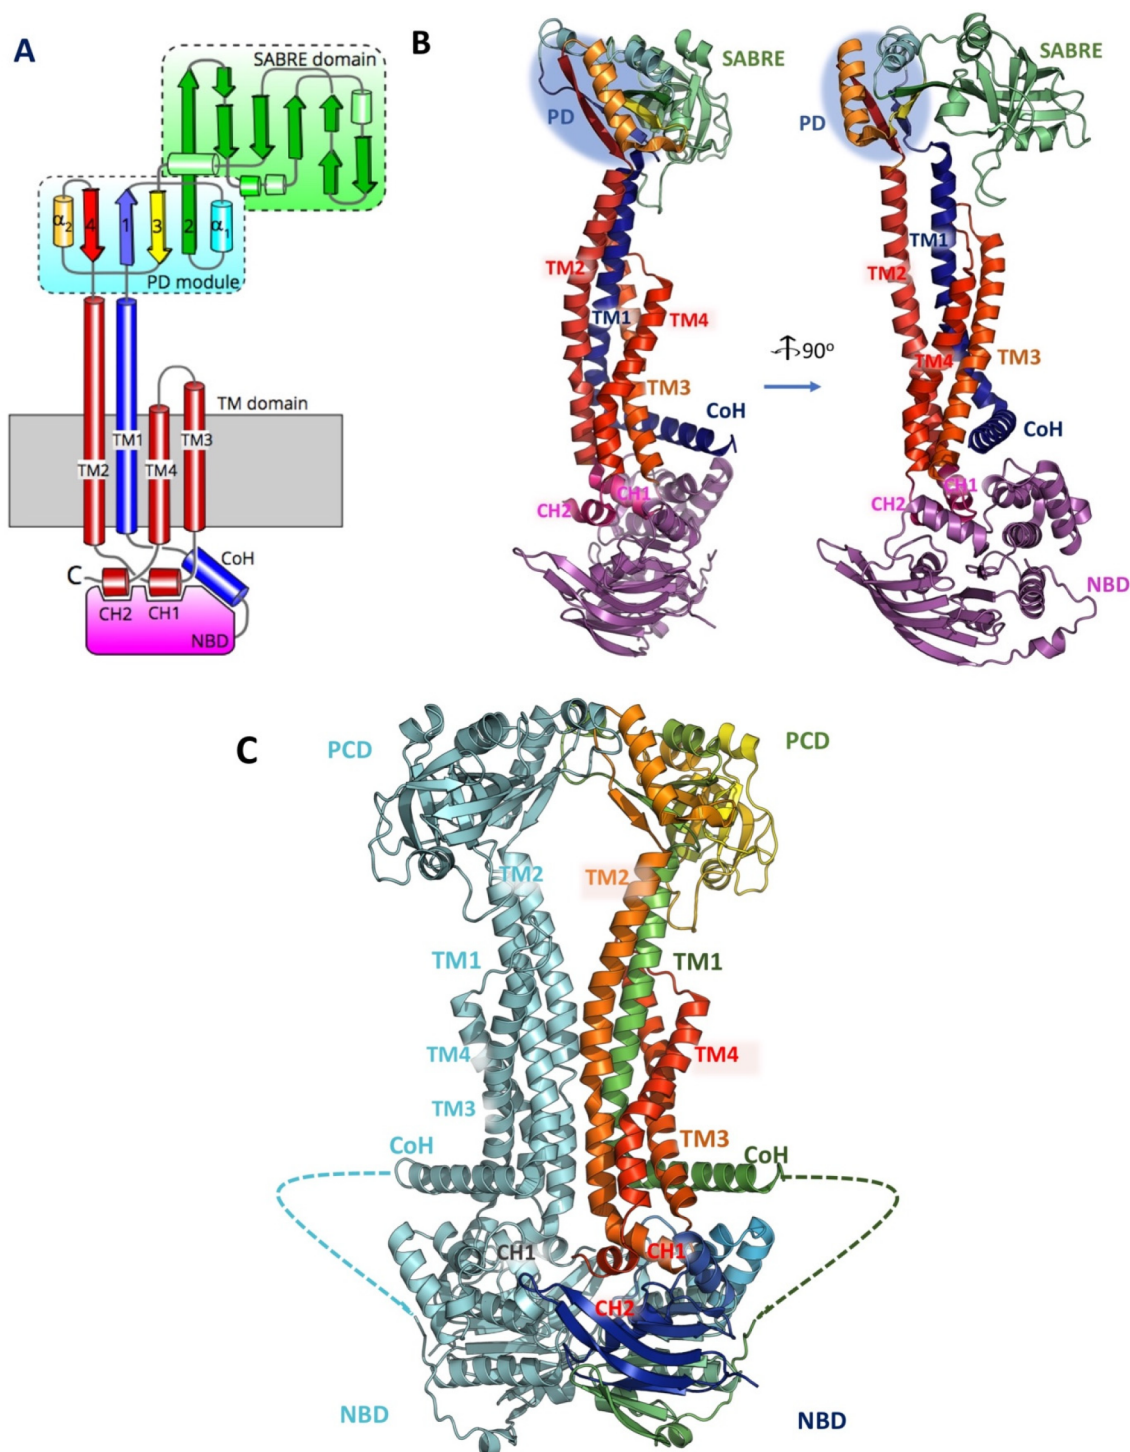 A
SABRE domain
α2
4
1
3
2
α1
PD module
TM domain
TM2
TM1
TM4
TM3
CoH
C
CH2
CH1
NBD
B
SABRE
PD
TM2
TM1
TM4
TM3
CoH
CH1
CH2
90°
SABRE
PD
TM1
TM2
TM4
TM3
CoH
CH1
CH2
NBD
C
PCD
PCD
TM2
TM2
TM1
TM1
TM4
TM4
TM3
TM3
CoH
CoH
CH1
CH1
CH2
NBD
NBD